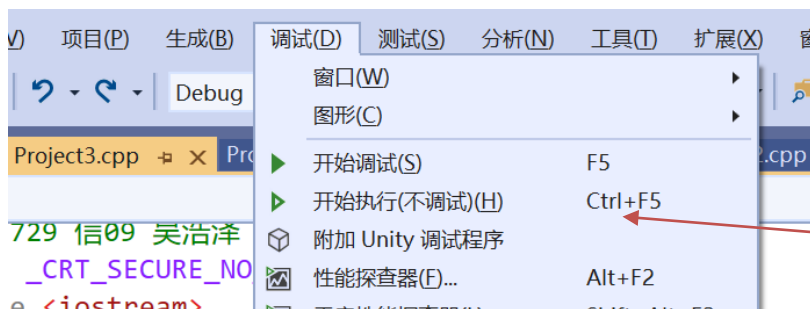 项目(P) 生成(B) 调试(D) 测试(S) 分析(N) 工具(T) 扩展(X)
Debug
窗口(W)
图形(C)
Project3.cpp
开始调试(S) F5
开始执行(不调试)(H) Ctrl+F5
729 信09 吴浩泽
附加 Unity 调试程序
_CRT_SECURE_NO
性能探查器(F)... Alt+F2
<iostream>